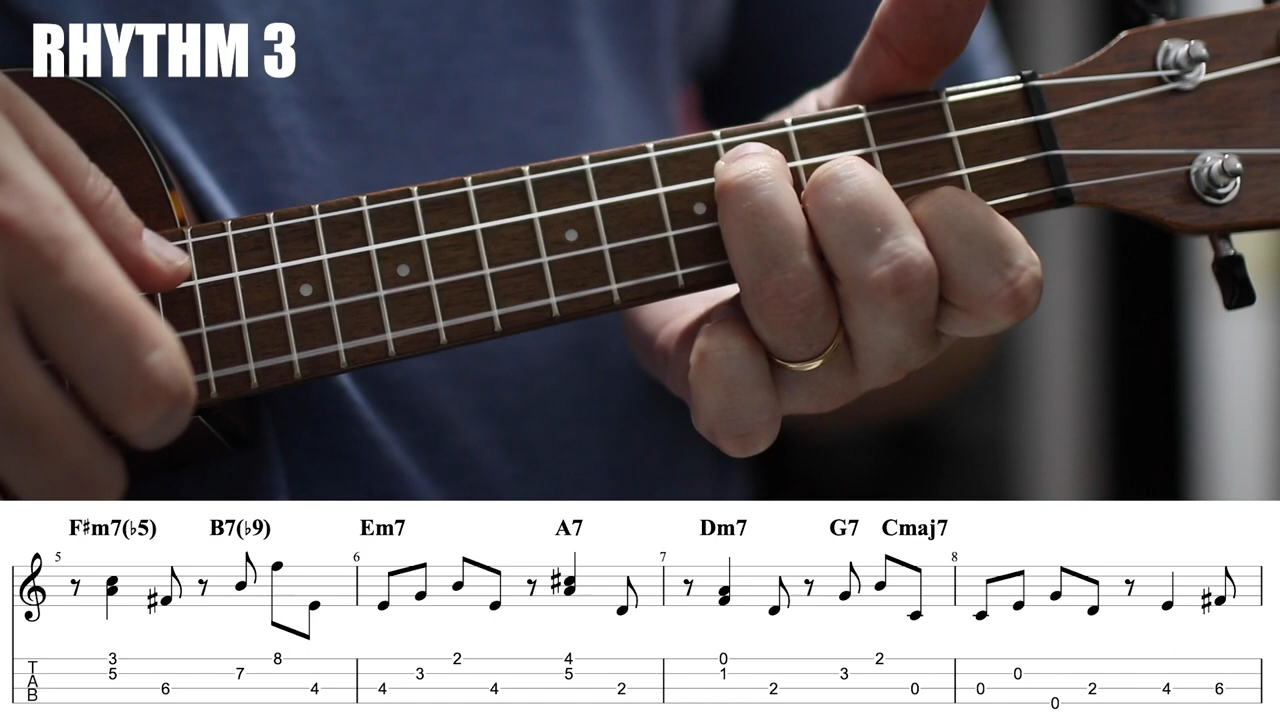 RHYTHM 3
F♯m7(♭5) B7(♭9) Em7 A7 Dm7 G7 Cmaj7
5 6 7 8
3 8 2 4 0 2
T 5 7 3 5 1 3 0
A 6 4 4 4 2 2 0 0 2 4 6
B 0